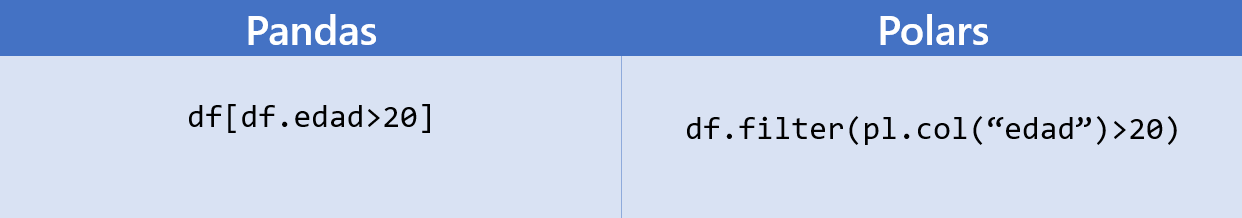 Pandas
Polars
df[df.edad>20]
df.filter(pl.col(“edad”)>20)